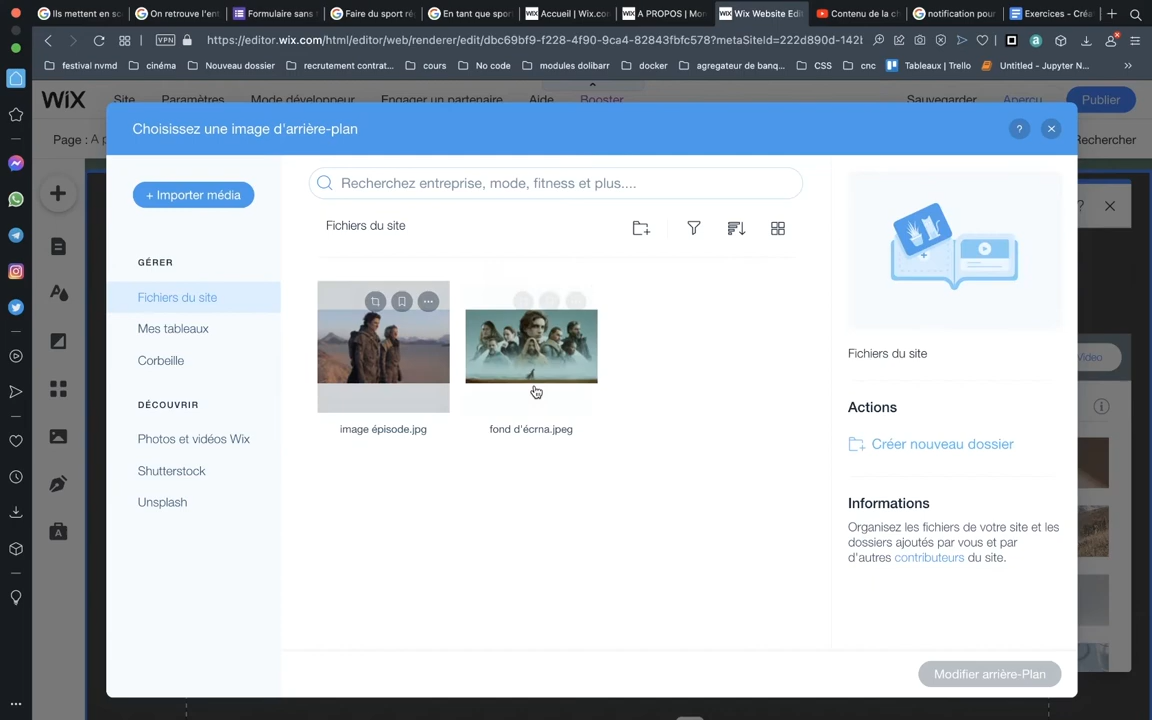 Ils mettent en sc
On retrouve l'ent
Formulaire sans
Faire du sport ré
En tant que spor
Accueil | Wix.co
A PROPOS | Mo
Wix Website Edi
Contenu de la ch
notification pour
Exercices - Créa
VPN
https://editor.wix.com/html/editor/web/renderer/edit/dbc69bf9-f228-4f90-9ca4-82843fbfc578?metaSiteId=222d890d-142b
festival nvmd
cinéma
Nouveau dossier
recrutement contrat...
cours
No code
modules dolibarr
docker
agregateur de banq...
CSS
cnc
Tableaux | Trello
Untitled - Jupyter N...
WiX
Site
Paramètres
Mode développeur
Engager un partenaire
Aide
Booster
Sauvegarder
Aperçu
Publier
Page : A p
Rechercher
Choisissez une image d'arrière-plan
?
+ Importer média
Recherchez entreprise, mode, fitness et plus....
Fichiers du site
GÉRER
Fichiers du site
Mes tableaux
Corbeille
DÉCOUVRIR
Photos et vidéos Wix
Shutterstock
Unsplash
image épisode.jpg
fond d'écrna.jpeg
Fichiers du site
Actions
Créer nouveau dossier
Informations
Organisez les fichiers de votre site et les
dossiers ajoutés par vous et par
d'autres contributeurs du site.
Modifier arrière-Plan
?
Video